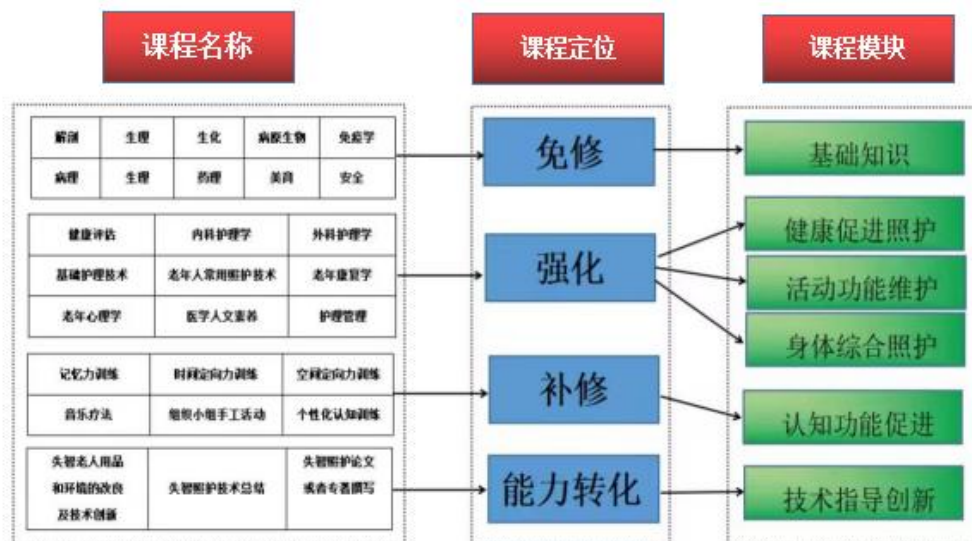 课程名称 课程定位 课程模块
解剖 生理 生化 病原生物 免疫学
病理 生理 药理 美育 安全
免修
基础知识
健康评估 内科护理学 外科护理学
基础护理技术 老年人常用照护技术 老年康复学
老年心理学 医学人文素养 护理管理
强化
健康促进照护
活动功能维护
身体综合照护
记忆力训练 时间定向力训练 空间定向力训练
音乐疗法 组织小组手工活动 个性化认知训练
补修
认知功能促进
失智老人用品
和环境的改良
及技术创新
失智照护技术总结
失智照护论文
或者专著撰写
能力转化
技术指导创新